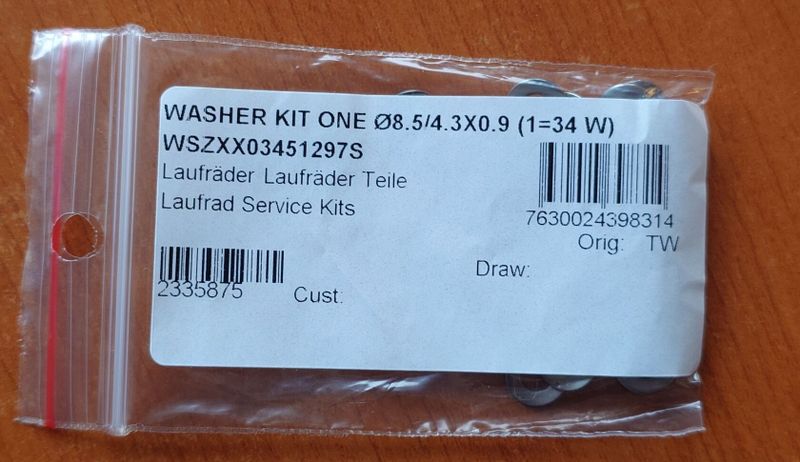 WASHER KIT ONE Ø8.5/4.3X0.9 (1=34 W)
WSZXX03451297S
Laufräder Laufräder Teile
Laufrad Service Kits
7630024398314
Orig: TW
Draw:
2335875
Cust: